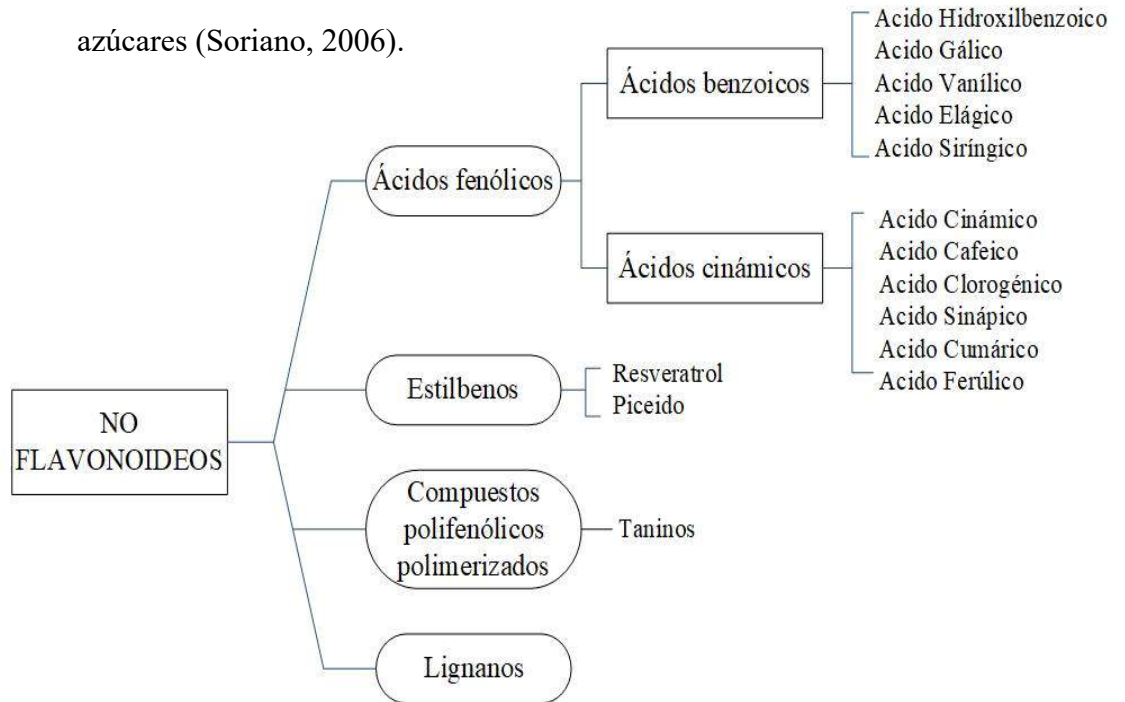 azúcares (Soriano, 2006).
NO
FLAVONOIDEOS
Ácidos fenólicos
Ácidos benzoicos
Acido Hidroxilbenzoico
Acido Gálico
Acido Vanílico
Acido Elágico
Acido Siríngico
Ácidos cinámicos
Acido Cinámico
Acido Cafeico
Acido Clorogénico
Acido Sinápico
Acido Cumárico
Acido Ferúlico
Estilbenos
Resveratrol
Piceido
Compuestos
polifenólicos
polimerizados
Taninos
Lignanos